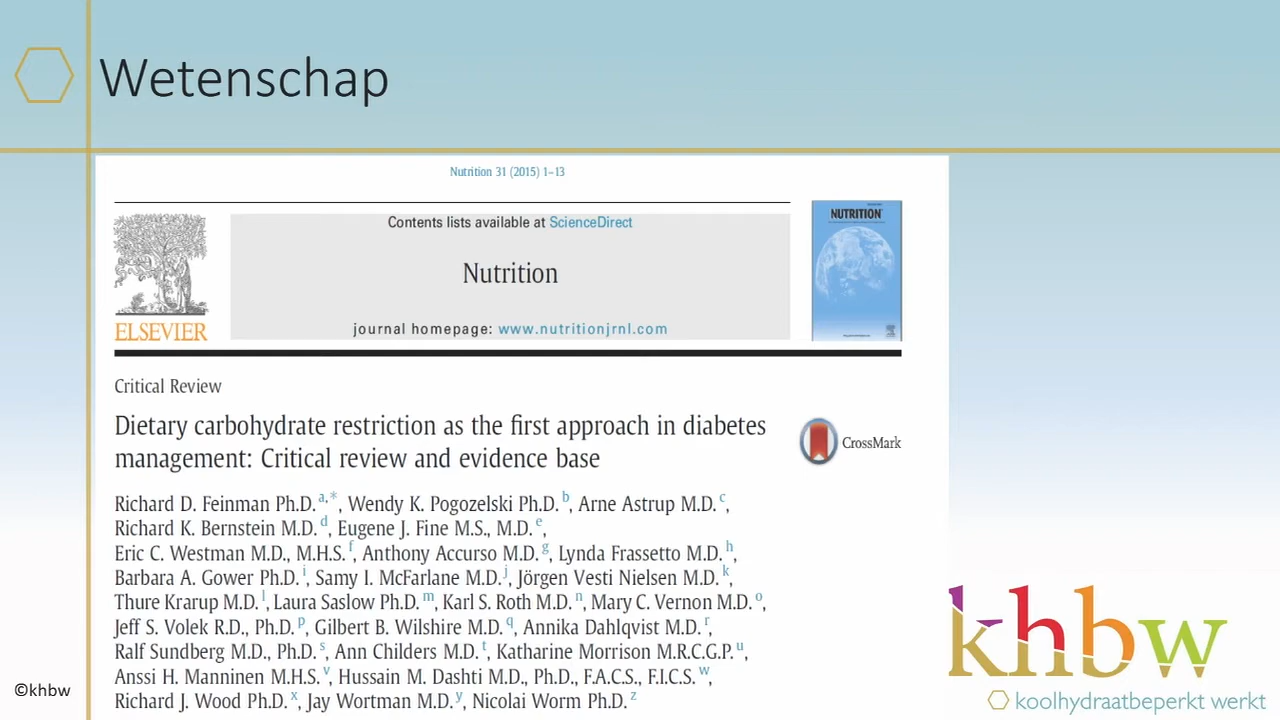 Wetenschap
Nutrition 31 (2015) 1–13
Contents lists available at ScienceDirect
Nutrition
journal homepage: www.nutritionjrnl.com
ELSEVIER
NUTRITION
Critical Review
Dietary carbohydrate restriction as the first approach in diabetes
management: Critical review and evidence base
CrossMark
Richard D. Feinman Ph.D. a,*, Wendy K. Pogozelski Ph.D. b, Arne Astrup M.D. c,
Richard K. Bernstein M.D. d, Eugene J. Fine M.S., M.D. e,
Eric C. Westman M.D., M.H.S. f, Anthony Accurso M.D. g, Lynda Frassetto M.D. h,
Barbara A. Gower Ph.D. i, Samy I. McFarlane M.D. j, Jörgen Vesti Nielsen M.D. k,
Thure Krarup M.D. l, Laura Saslow Ph.D. m, Karl S. Roth M.D. n, Mary C. Vernon M.D. o,
Jeff S. Volek R.D., Ph.D. p, Gilbert B. Wilshire M.D. q, Annika Dahlqvist M.D. r,
Ralf Sundberg M.D., Ph.D. s, Ann Childers M.D. t, Katharine Morrison M.R.C.G.P. u,
Anssi H. Manninen M.H.S. v, Hussain M. Dashti M.D., Ph.D., F.A.C.S., F.I.C.S. w,
Richard J. Wood Ph.D. x, Jay Wortman M.D. y, Nicolai Worm Ph.D. z
©khbw
khbw
koolhydraatbeperkt werkt